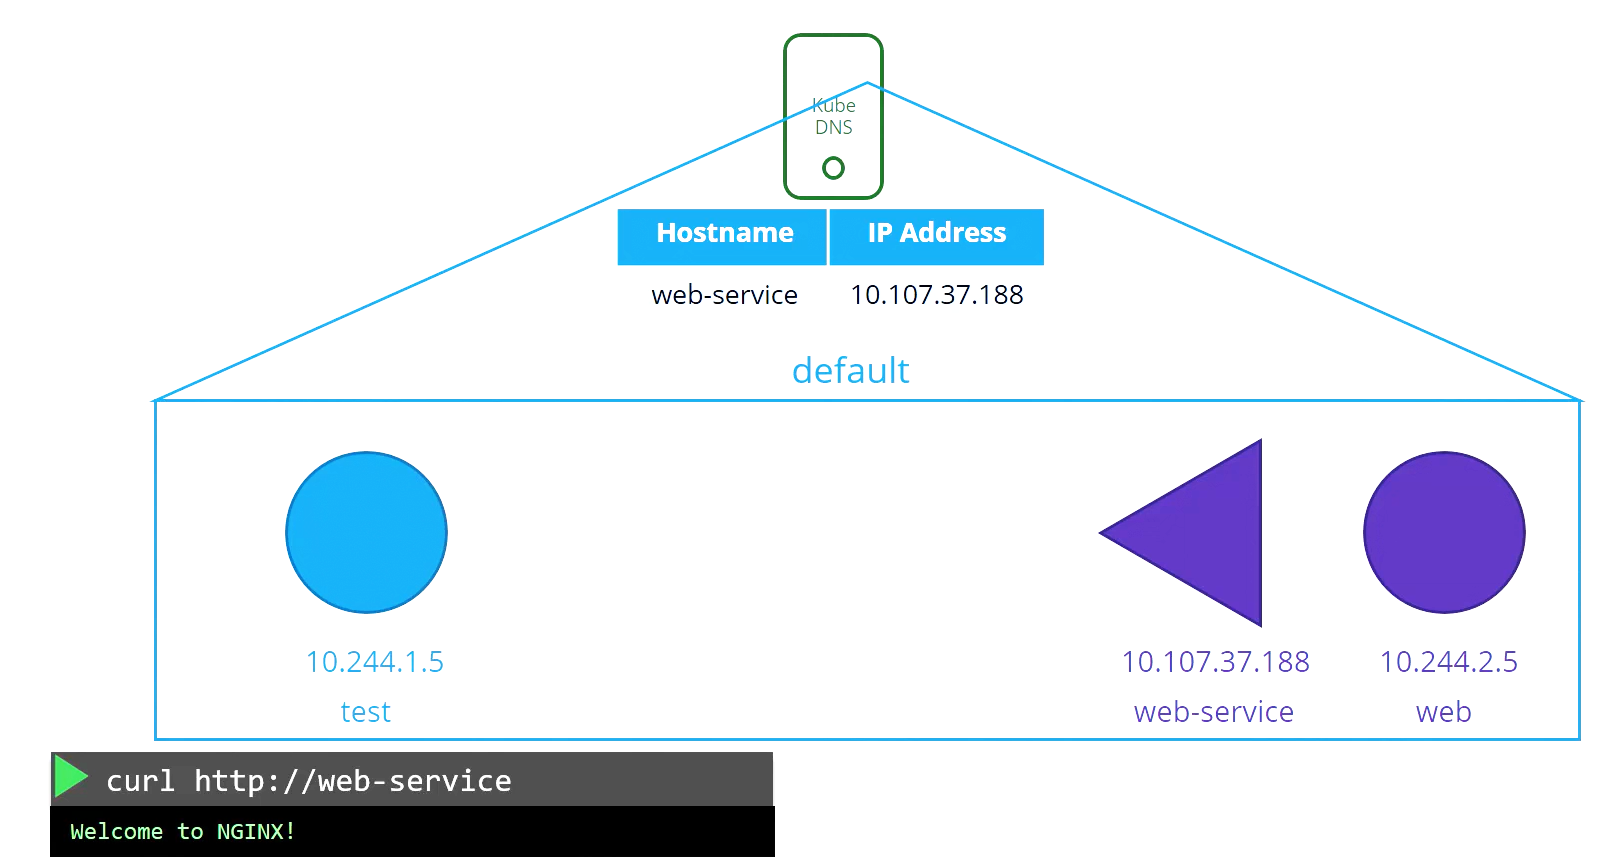 Kube
DNS
Hostname IP Address
web-service 10.107.37.188
default
10.244.1.5 10.107.37.188 10.244.2.5
test web-service web
curl http://web-service
Welcome to NGINX!